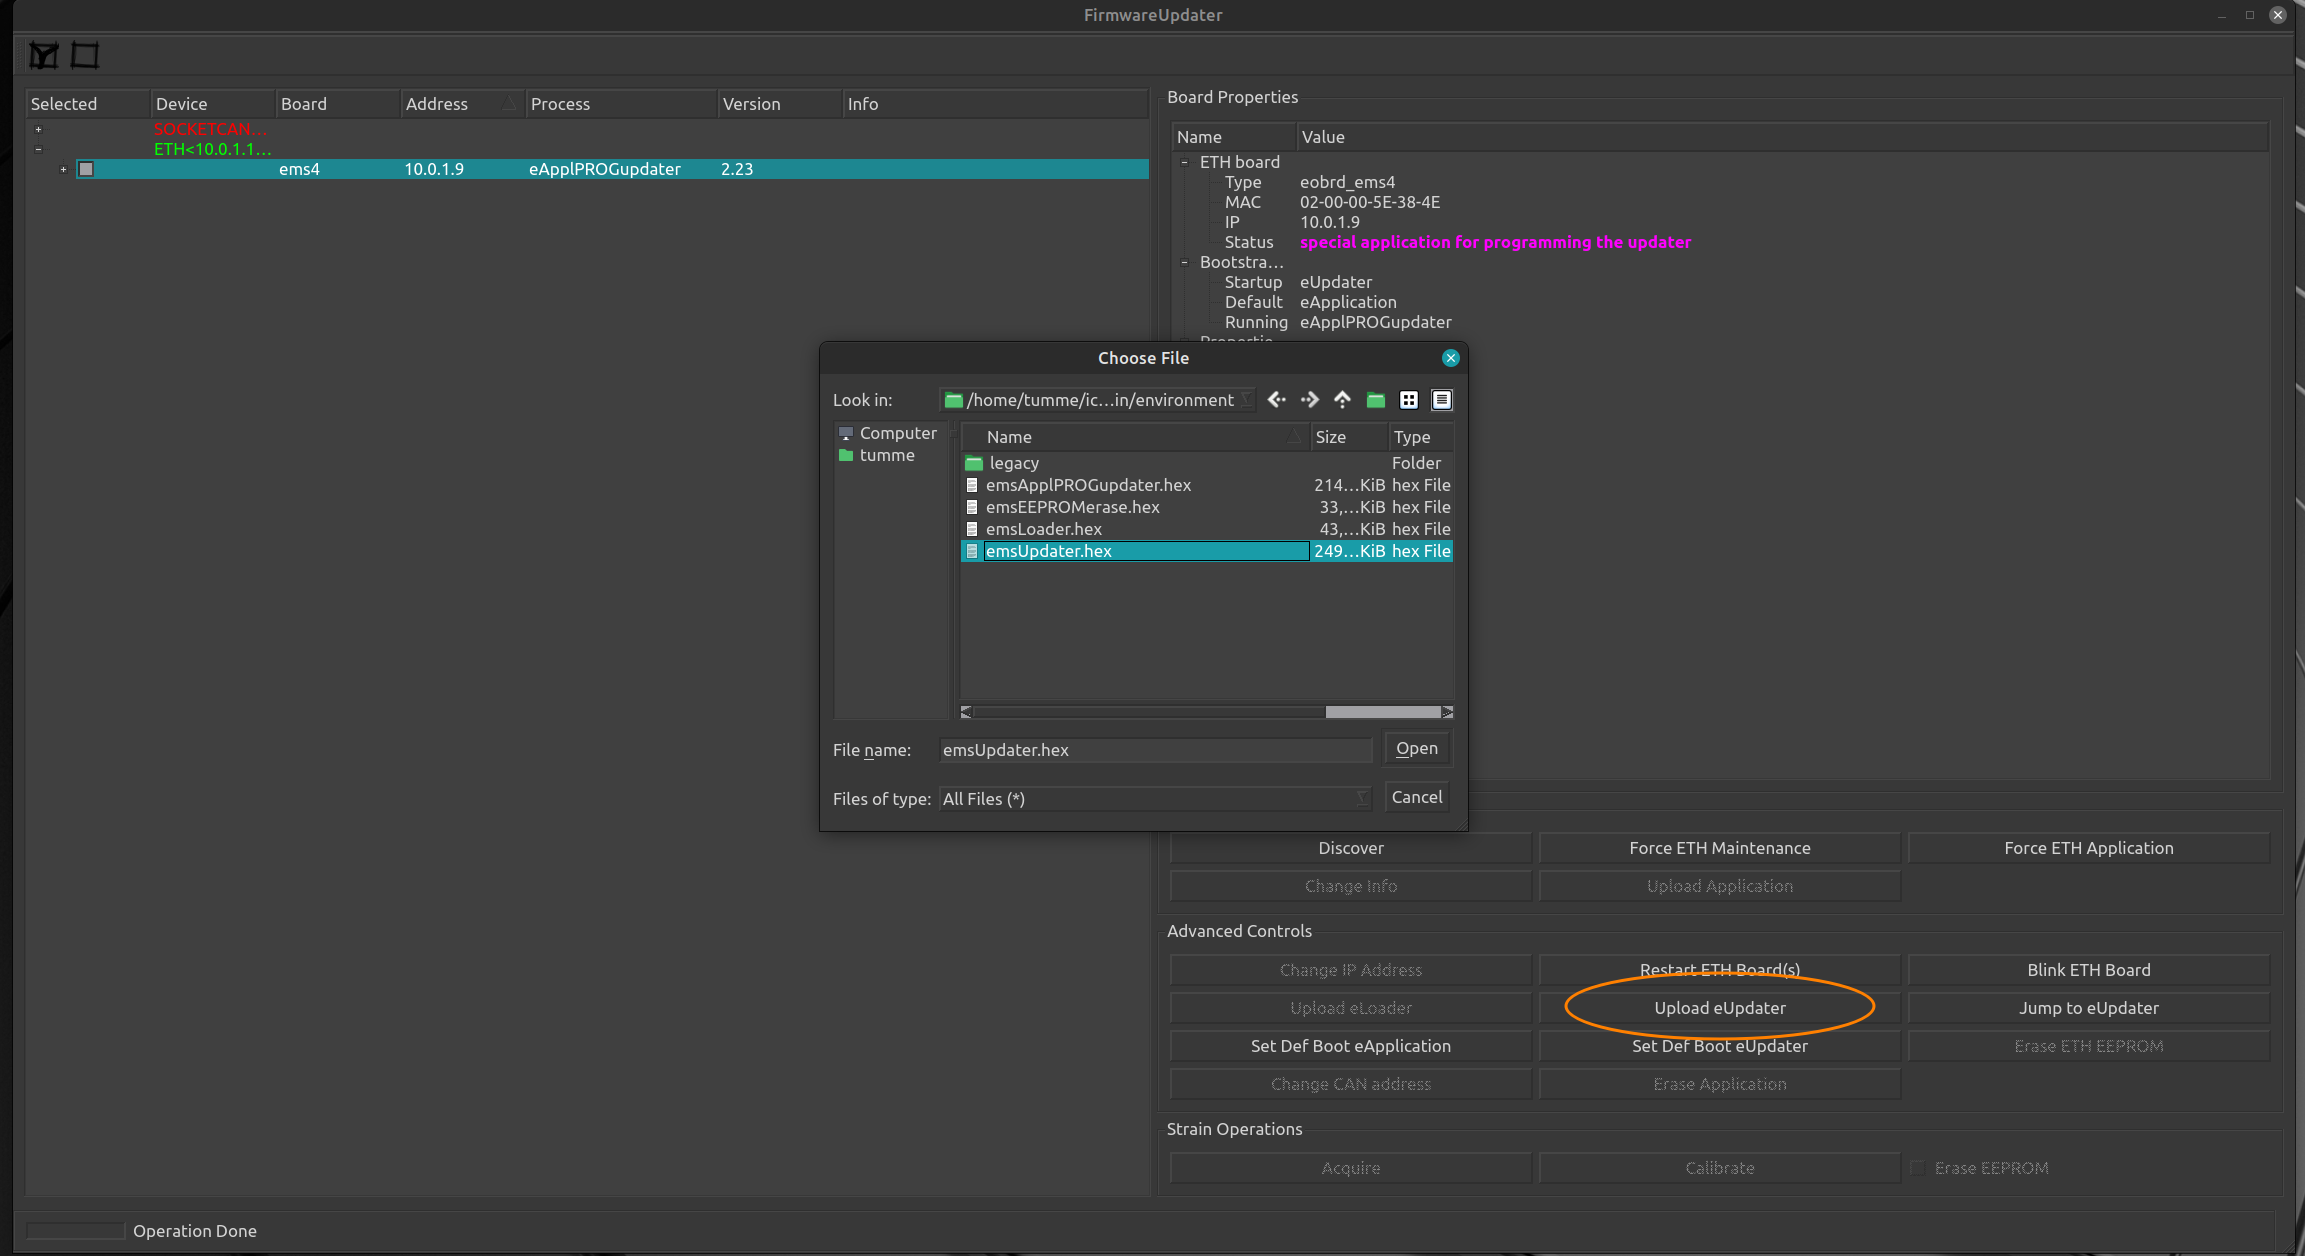 FirmwareUpdater
Selected Device Board Address Process Version Info
SOCKETCAN...
ETH<10.0.1.1...
ems4 10.0.1.9 eApplPROGupdater 2.23
Board Properties
Name Value
ETH board
Type eobrd_ems4
MAC 02-00-00-5E-38-4E
IP 10.0.1.9
Status special application for programming the updater
Bootstra...
Startup eUpdater
Default eApplication
Running eApplPROGupdater
Propertie
Choose File
Look in: /home/tumme/ic...in/environment
Computer
tumme
Name Size Type
legacy Folder
emsApplPROGupdater.hex 214...KiB hex File
emsEEPROMerase.hex 33,...KiB hex File
emsLoader.hex 43,...KiB hex File
emsUpdater.hex 249...KiB hex File
File name: emsUpdater.hex Open
Files of type: All Files (*) Cancel
Discover Force ETH Maintenance Force ETH Application
Change Info Upload Application
Advanced Controls
Change IP Address Restart ETH Board(s) Blink ETH Board
Upload eLoader Upload eUpdater Jump to eUpdater
Set Def Boot eApplication Set Def Boot eUpdater Erase ETH EEPROM
Change CAN address Erase Application
Strain Operations
Acquire Calibrate Erase EEPROM
Operation Done